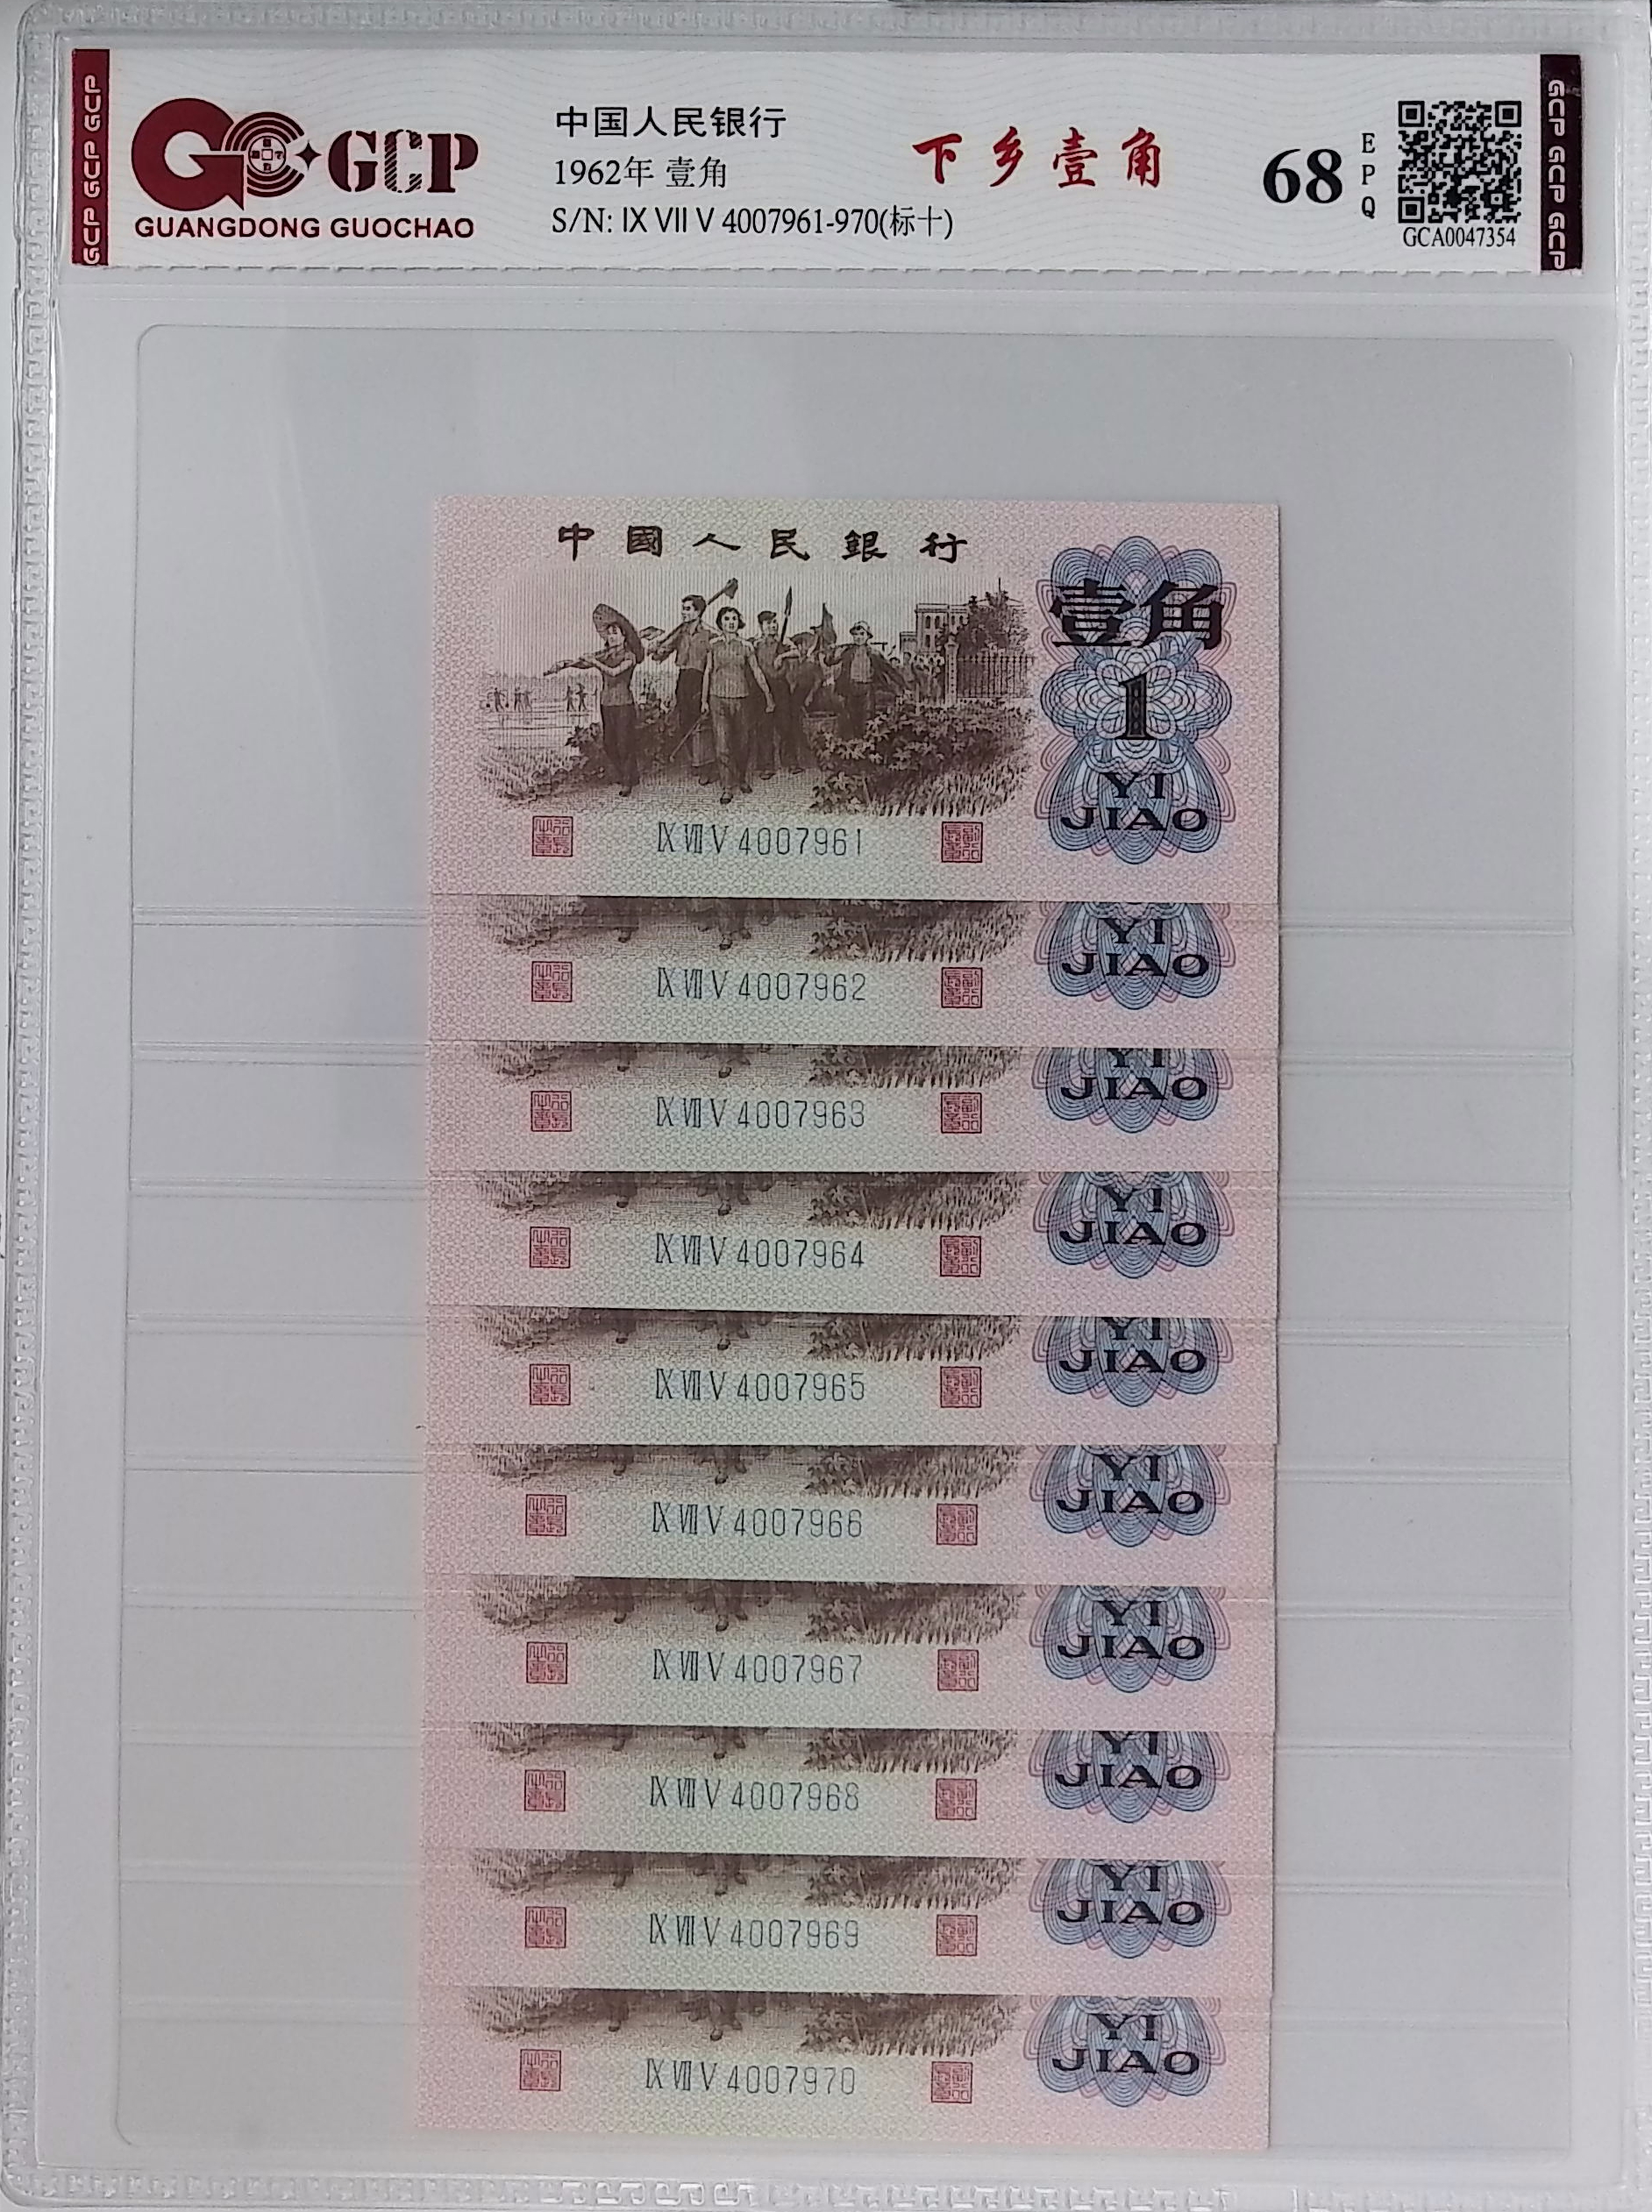 GCP GCP GCP
GCP
GUANGDONG GUOCHAO
中国人民银行
1962年 壹角
S/N: IX VII V 4007961-970(标十)
下乡壹角
68
EPQ
GCA0047354
GCP GCP GCP
中國人民銀行
壹角
1
YI
JIAO
IX VII V 4007961
YI
JIAO
IX VII V 4007962
YI
JIAO
IX VII V 4007963
YI
JIAO
IX VII V 4007964
YI
JIAO
IX VII V 4007965
YI
JIAO
IX VII V 4007966
YI
JIAO
IX VII V 4007967
YI
JIAO
IX VII V 4007968
YI
JIAO
IX VII V 4007969
YI
JIAO
IX VII V 4007970